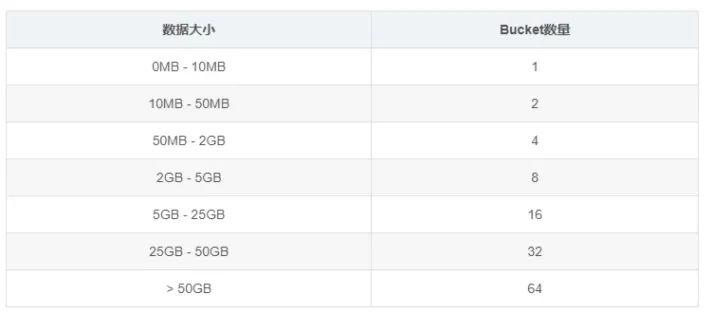 数据大小 Bucket数量
0MB - 10MB 1
10MB - 50MB 2
50MB - 2GB 4
2GB - 5GB 8
5GB - 25GB 16
25GB - 50GB 32
> 50GB 64